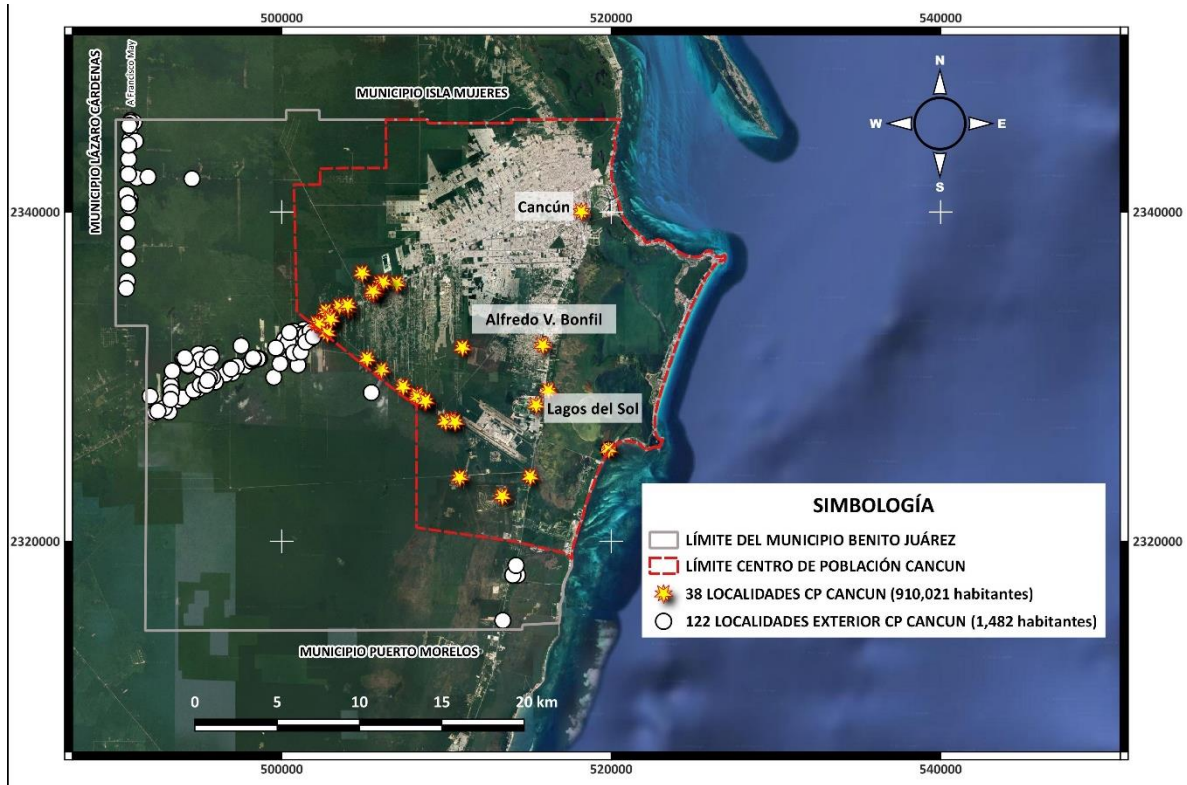 500000
520000
540000
MUNICIPIO LÁZARO CÁRDENAS
A Francisco May
MUNICIPIO ISLA MUJERES
N
W
E
S
2340000
2340000
Cancún
Alfredo V. Bonfil
Lagos del Sol
SIMBOLOGÍA
LÍMITE DEL MUNICIPIO BENITO JUÁREZ
LÍMITE CENTRO DE POBLACIÓN CANCUN
38 LOCALIDADES CP CANCUN (910,021 habitantes)
122 LOCALIDADES EXTERIOR CP CANCUN (1,482 habitantes)
2320000
2320000
MUNICIPIO PUERTO MORELOS
0 5 10 15 20 km
500000
520000
540000